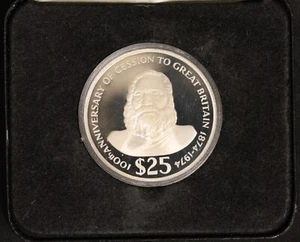 100th ANNIVERSARY OF CESSION TO GREAT BRITAIN 1874-1974
$25